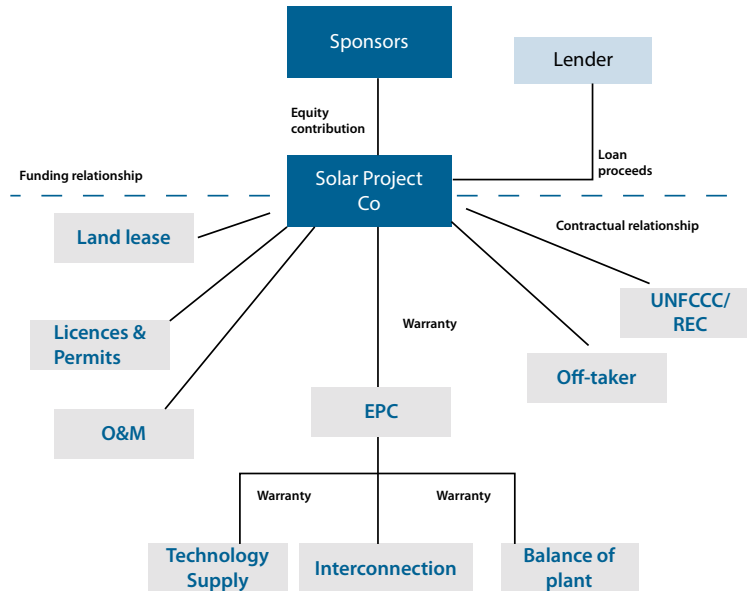 Sponsors
Lender
Equity
contribution
Loan
proceeds
Funding relationship
Solar Project
Co
Contractual relationship
Land lease
UNFCCC/
REC
Licences &
Permits
Warranty
Off-taker
EPC
O&M
Warranty
Warranty
Technology
Supply
Interconnection
Balance of
plant